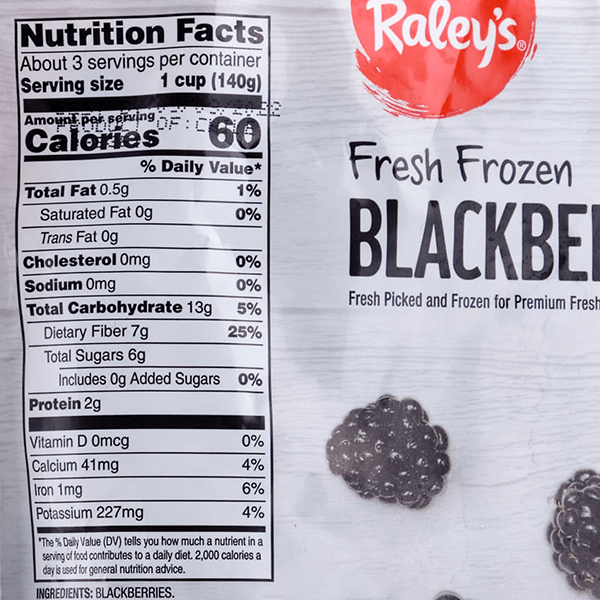 Nutrition Facts
About 3 servings per container
Serving size 1 cup (140g)
Amount per serving
Calories 60
% Daily Value*
Total Fat 0.5g 1%
Saturated Fat 0g 0%
Trans Fat 0g
Cholesterol 0mg 0%
Sodium 0mg 0%
Total Carbohydrate 13g 5%
Dietary Fiber 7g 25%
Total Sugars 6g
Includes 0g Added Sugars 0%
Protein 2g
Vitamin D 0mcg 0%
Calcium 41mg 4%
Iron 1mg 6%
Potassium 227mg 4%
*The % Daily Value (DV) tells you how much a nutrient in a
serving of food contributes to a daily diet. 2,000 calories a
day is used for general nutrition advice.
INGREDIENTS: BLACKBERRIES.
Raley's®
Fresh Frozen
BLACKBE
Fresh Picked and Frozen for Premium Fresh